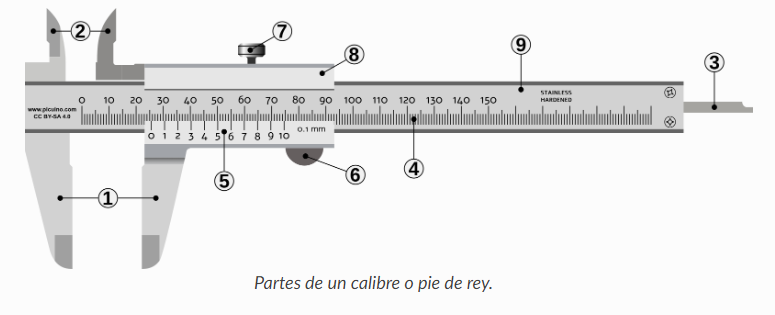 2
7
8
9
3
www.picuino.com
CC BY-SA 4.0
0 10 20 30 40 50 60 70 80 90 100 110 120 130 140 150
STAINLESS
HARDENED
0 1 2 3 4 5 6 7 8 9 10
0.1 mm
5
6
4
1
Partes de un calibre o pie de rey.